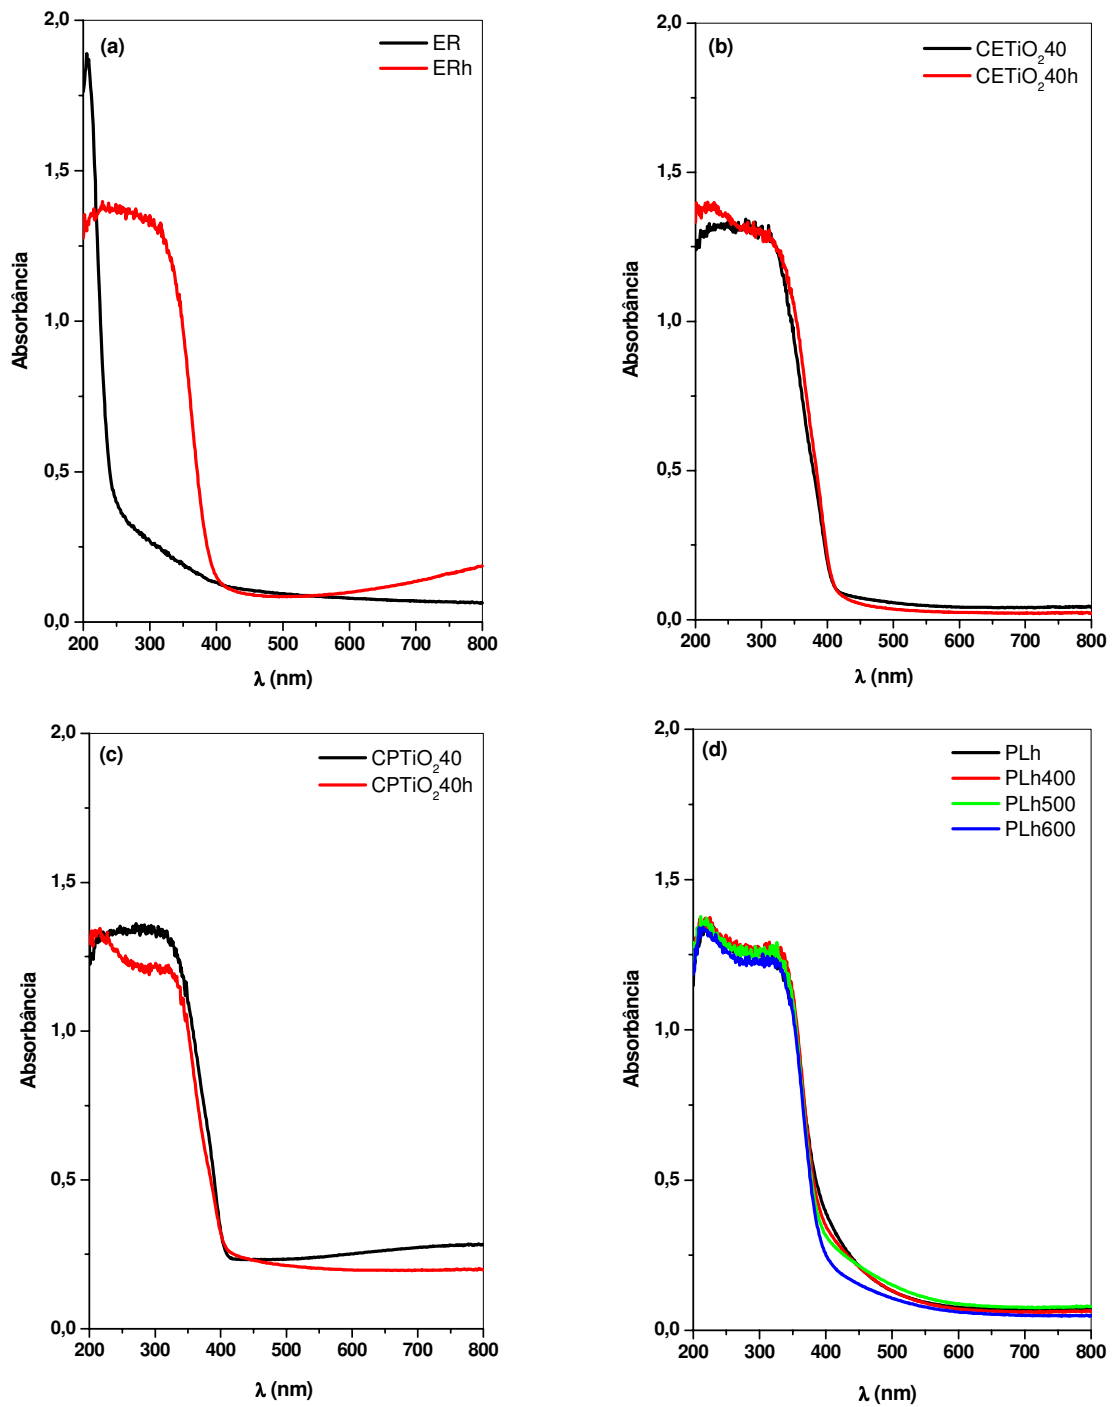 (a)
ER
ERh
2,0
1,5
1,0
0,5
0,0
Absorbância
200 300 400 500 600 700 800
λ (nm)
(b)
CETiO₂40
CETiO₂40h
2,0
1,5
1,0
0,5
0,0
Absorbância
200 300 400 500 600 700 800
λ (nm)
(c)
CPTiO₂40
CPTiO₂40h
2,0
1,5
1,0
0,5
0,0
Absorbância
200 300 400 500 600 700 800
λ (nm)
(d)
PLh
PLh400
PLh500
PLh600
2,0
1,5
1,0
0,5
0,0
Absorbância
200 300 400 500 600 700 800
λ (nm)